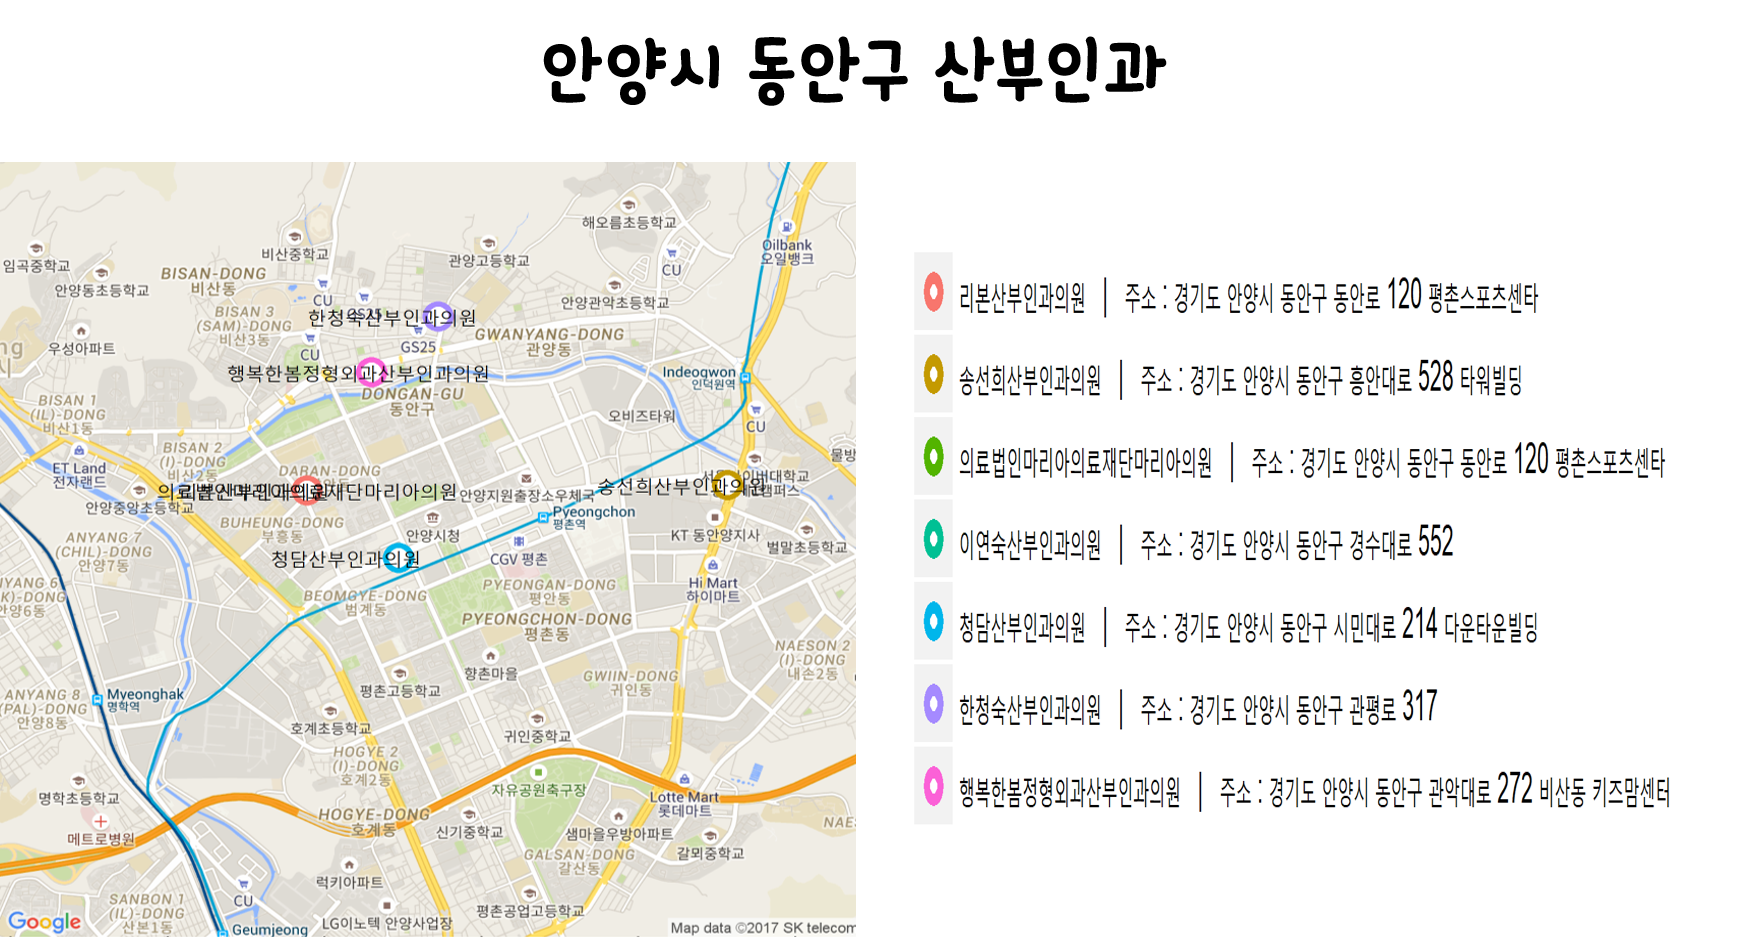 안양시 동안구 산부인과
해오름초등학교
비산중학교
관양고등학교
Oilbank
오일뱅크
임곡중학교
BISAN-DONG
비산동
CU
안양동초등학교
CU
안양관악초등학교
BISAN 3
(SAM)-DONG
비산3동
한청숙산부인과의원
GWANYANG-DONG
관양동
우성아파트
CU
GS25
행복한봄정형외과산부인과의원
Indeogwon
인덕원역
DONGAN-GU
동안구
BISAN 1
(IL)-DONG
비산1동
오비즈타워
CU
BISAN 2
(I)-DONG
비산2동
ET Land
전자랜드
DARAN-DONG
물방
의료법인마리아의료재단마리아의원
안양지원출장소우체국
송선희산부인과의원
안양중앙초등학교
Pyeongchon
평촌역
BUHEUNG-DONG
부흥동
안양시청
KT 동안양지사
벌말초등학교
ANYANG 7
(CHIL)-DONG
안양7동
청담산부인과의원
CGV 평촌
Hi Mart
하이마트
NYANG 6
K)-DONG
안양6동
BEOMGYE-DONG
범계동
PYEONGAN-DONG
평안동
PYEONGCHON-DONG
평촌동
NAESON 2
(I)-DONG
내손2동
향촌마을
GWIIN-DONG
귀인동
ANYANG 8
(PAL)-DONG
안양8동
Myeonghak
명학역
평촌고등학교
호계초등학교
귀인중학교
HOGYE 2
(I)-DONG
호계2동
자유공원축구장
Lotte Mart
롯데마트
명학초등학교
HOGYE-DONG
호계동
신기중학교
샘마을우방아파트
NAE
메트로병원
갈뫼중학교
GALSAN-DONG
갈산동
럭키아파트
SANBON 1
(IL)-DONG
산본1동
CU
평촌공업고등학교
LG이노텍 안양사업장
Google
Geumjeong
Map data ©2017 SK telecom
리본산부인과의원 | 주소 : 경기도 안양시 동안구 동안로 120 평촌스포츠센타
송선희산부인과의원 | 주소 : 경기도 안양시 동안구 흥안대로 528 타워빌딩
의료법인마리아의료재단마리아의원 | 주소 : 경기도 안양시 동안구 동안로 120 평촌스포츠센타
이연숙산부인과의원 | 주소 : 경기도 안양시 동안구 경수대로 552
청담산부인과의원 | 주소 : 경기도 안양시 동안구 시민대로 214 다운타운빌딩
한청숙산부인과의원 | 주소 : 경기도 안양시 동안구 관평로 317
행복한봄정형외과산부인과의원 | 주소 : 경기도 안양시 동안구 관악대로 272 비산동 키즈맘센터